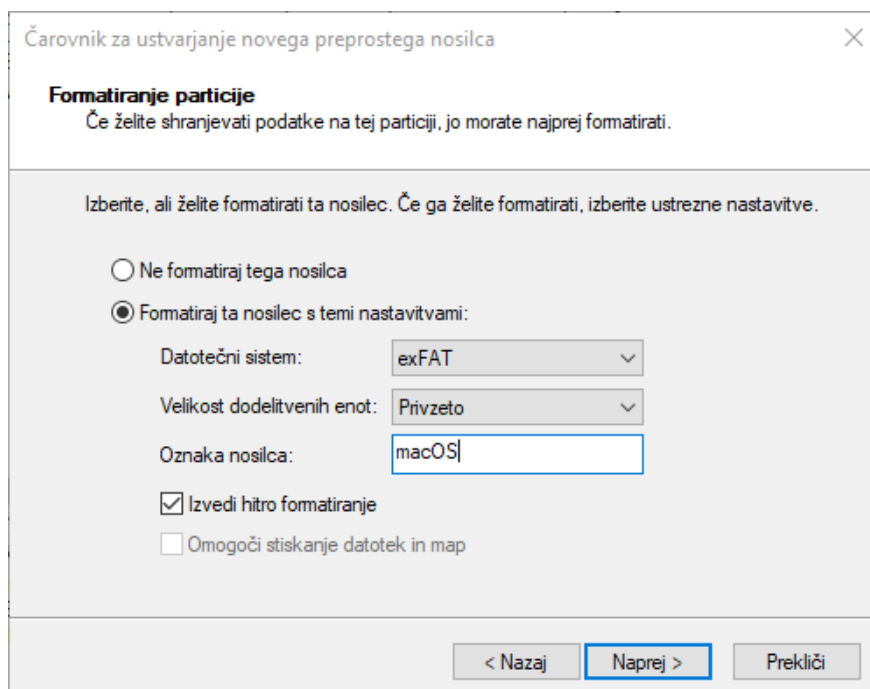 Čarovnik za ustvarjanje novega preprostega nosilca
Formatiranje particije
Če želite shranjevati podatke na tej particiji, jo morate najprej formatirati.
Izberite, ali želite formatirati ta nosilec. Če ga želite formatirati, izberite ustrezne nastavitve.
Ne formatiraj tega nosilca
Formatiraj ta nosilec s temi nastavitvami:
Datotečni sistem: exFAT
Velikost dodelitvenih enot: Privzeto
Oznaka nosilca: macOS
Izvedi hitro formatiranje
Omogoči stiskanje datotek in map
< Nazaj Naprej > Prekliči